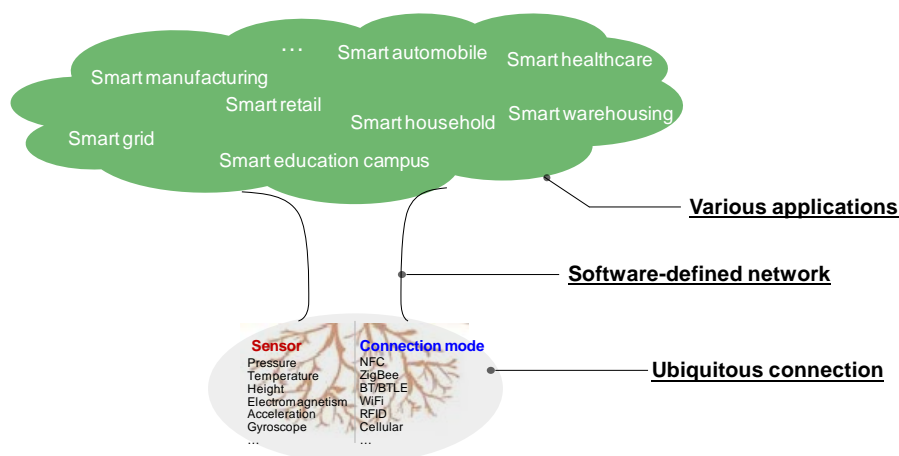 …
Smart automobile
Smart healthcare
Smart manufacturing
Smart retail
Smart household
Smart warehousing
Smart grid
Smart education campus
Various applications
Software-defined network
Ubiquitous connection
Sensor
Pressure
Temperature
Height
Electromagnetism
Acceleration
Gyroscope
…
Connection mode
NFC
ZigBee
BT/BTLE
WiFi
RFID
Cellular
…